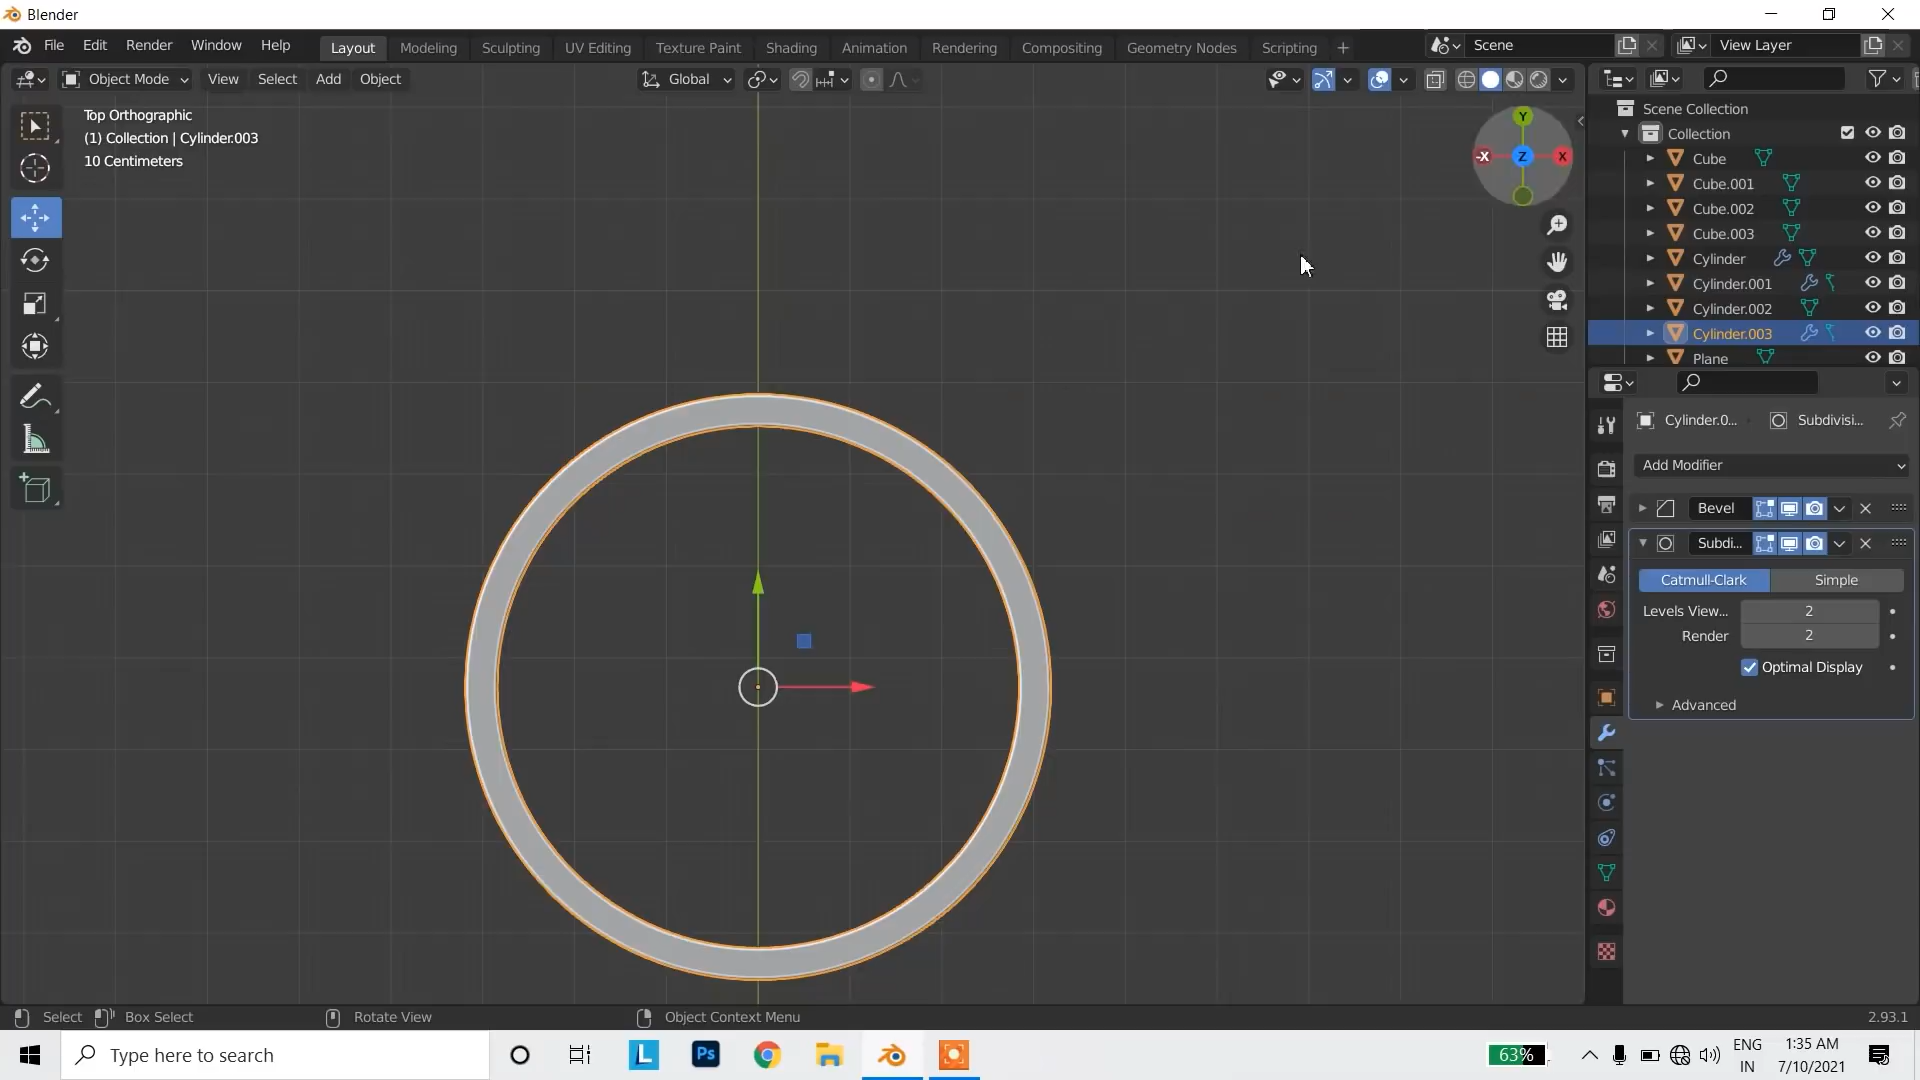 Blender
File Edit Render Window Help Layout Modeling Sculpting UV Editing Texture Paint Shading Animation Rendering Compositing Geometry Nodes Scripting + Scene View Layer
Object Mode View Select Add Object Global
Top Orthographic
(1) Collection | Cylinder.003
10 Centimeters
Y
-X Z X
Scene Collection
Collection
Cube
Cube.001
Cube.002
Cube.003
Cylinder
Cylinder.001
Cylinder.002
Cylinder.003
Plane
Cylinder.0... Subdivisi...
Add Modifier
Bevel
Subdi...
Catmull-Clark Simple
Levels View... 2
Render 2
Optimal Display
Advanced
Select Box Select Rotate View Object Context Menu 2.93.1
Type here to search L Ps 63% ENG IN 1:35 AM 7/10/2021